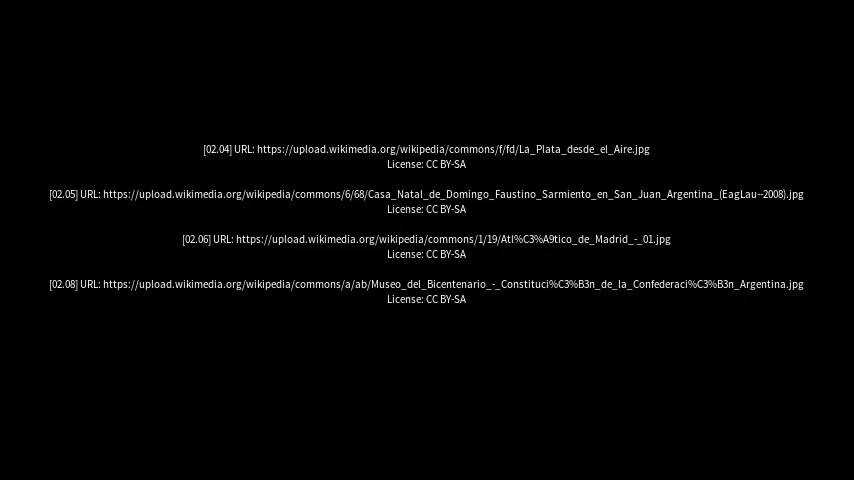 [02.04] URL: https://upload.wikimedia.org/wikipedia/commons/f/fd/La_Plata_desde_el_Aire.jpg
License: CC BY-SA
[02.05] URL: https://upload.wikimedia.org/wikipedia/commons/6/68/Casa_Natal_de_Domingo_Faustino_Sarmiento_en_San_Juan_Argentina_(EagLau--2008).jpg
License: CC BY-SA
[02.06] URL: https://upload.wikimedia.org/wikipedia/commons/1/19/Atl%C3%A9tico_de_Madrid_-_01.jpg
License: CC BY-SA
[02.08] URL: https://upload.wikimedia.org/wikipedia/commons/a/ab/Museo_del_Bicentenario_-_Constituci%C3%B3n_de_la_Confederaci%C3%B3n_Argentina.jpg
License: CC BY-SA